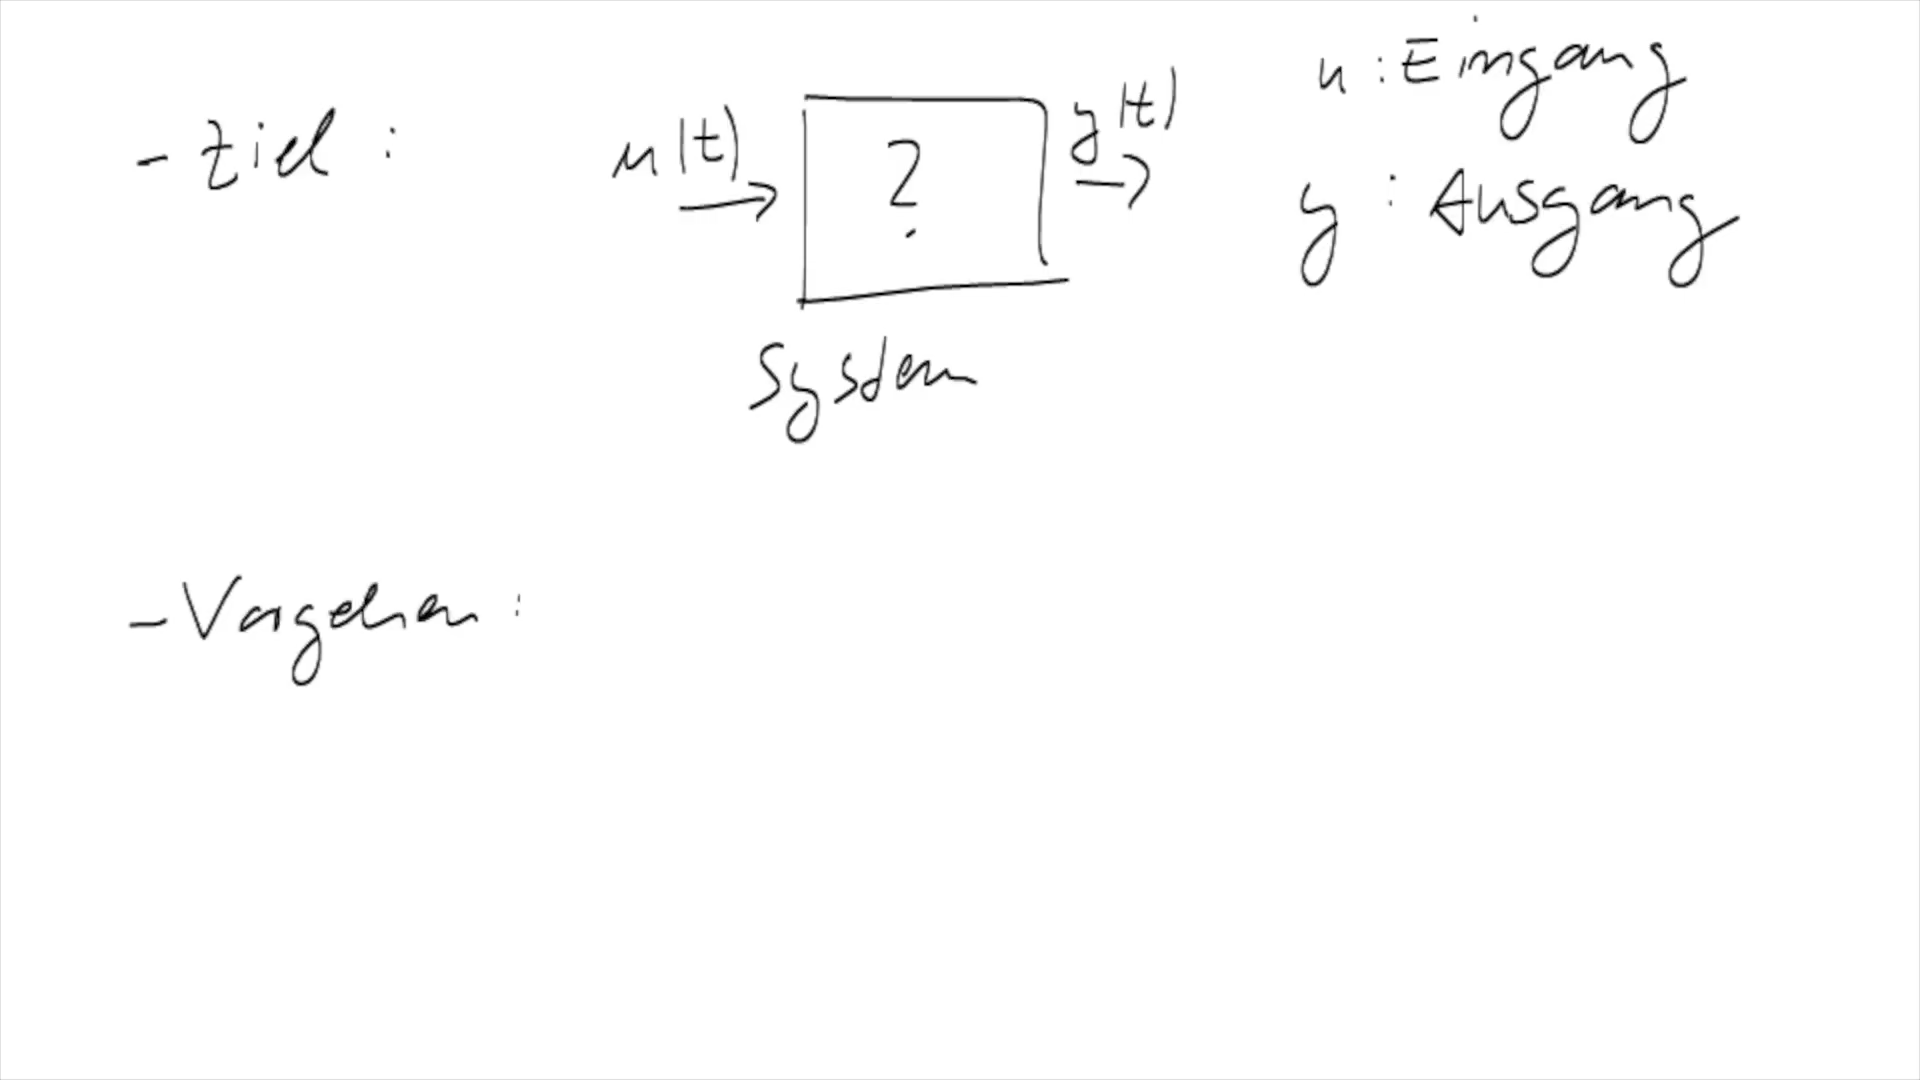 - Ziel :
u(t)
?
y(t)
System
u : Eingang
y : Ausgang
- Vorgehen :